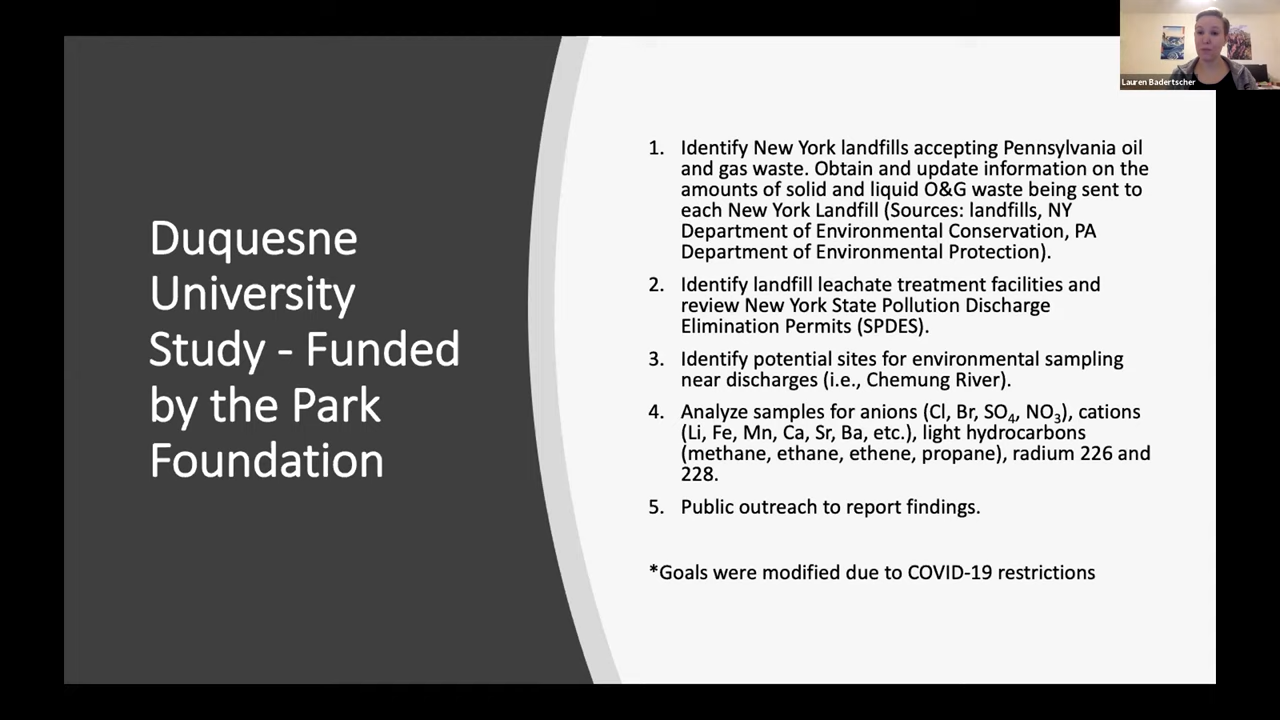 Lauren Badertscher
Duquesne
University
Study - Funded
by the Park
Foundation
1. Identify New York landfills accepting Pennsylvania oil
and gas waste. Obtain and update information on the
amounts of solid and liquid O&G waste being sent to
each New York Landfill (Sources: landfills, NY
Department of Environmental Conservation, PA
Department of Environmental Protection).
2. Identify landfill leachate treatment facilities and
review New York State Pollution Discharge
Elimination Permits (SPDES).
3. Identify potential sites for environmental sampling
near discharges (i.e., Chemung River).
4. Analyze samples for anions (Cl, Br, SO₄, NO₃), cations
(Li, Fe, Mn, Ca, Sr, Ba, etc.), light hydrocarbons
(methane, ethane, ethene, propane), radium 226 and
228.
5. Public outreach to report findings.
*Goals were modified due to COVID-19 restrictions